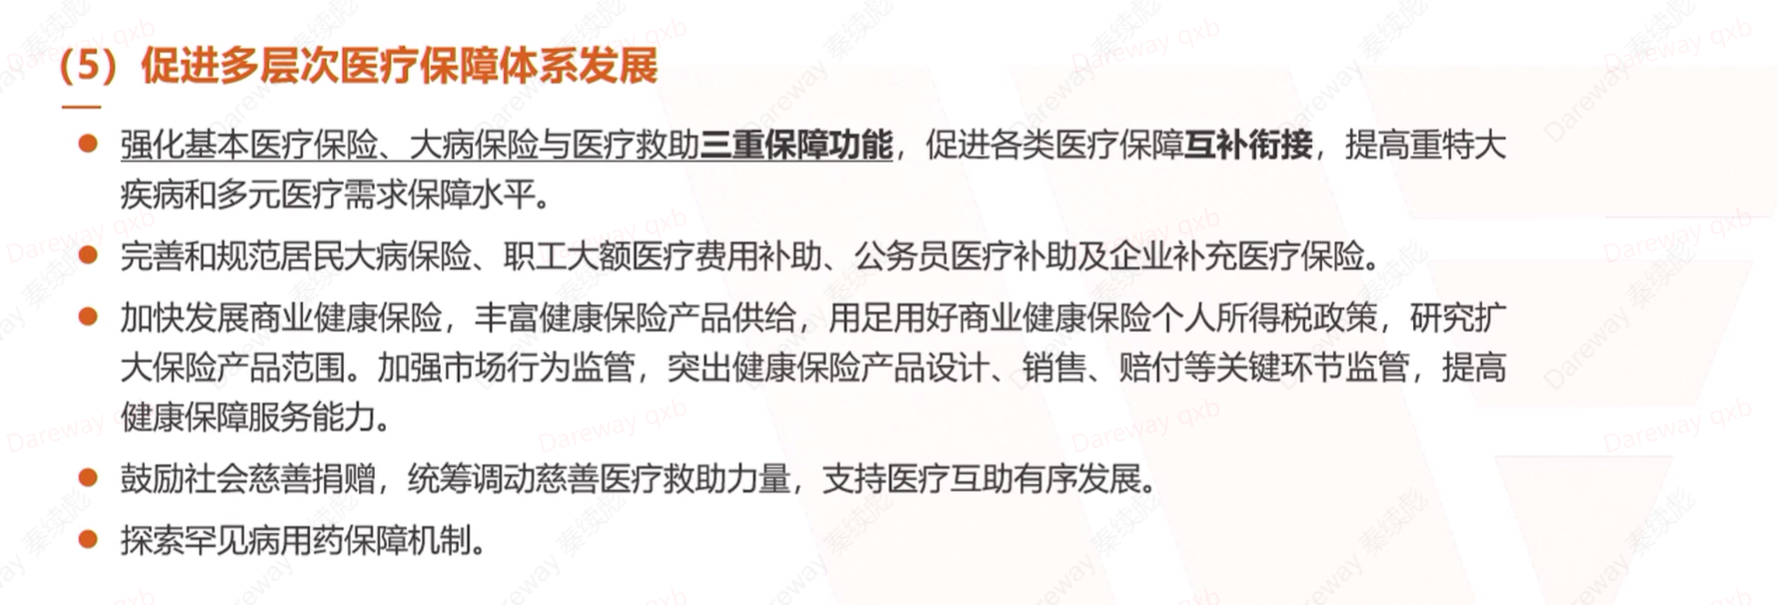 （5）促进多层次医疗保障体系发展
强化基本医疗保险、大病保险与医疗救助三重保障功能，促进各类医疗保障互补衔接，提高重特大
疾病和多元医疗需求保障水平。
完善和规范居民大病保险、职工大额医疗费用补助、公务员医疗补助及企业补充医疗保险。
加快发展商业健康保险，丰富健康保险产品供给，用足用好商业健康保险个人所得税政策，研究扩
大保险产品范围。加强市场行为监管，突出健康保险产品设计、销售、赔付等关键环节监管，提高
健康保障服务能力。
鼓励社会慈善捐赠，统筹调动慈善医疗救助力量，支持医疗互助有序发展。
探索罕见病用药保障机制。
Dareway qxb
Dareway 秦续彪